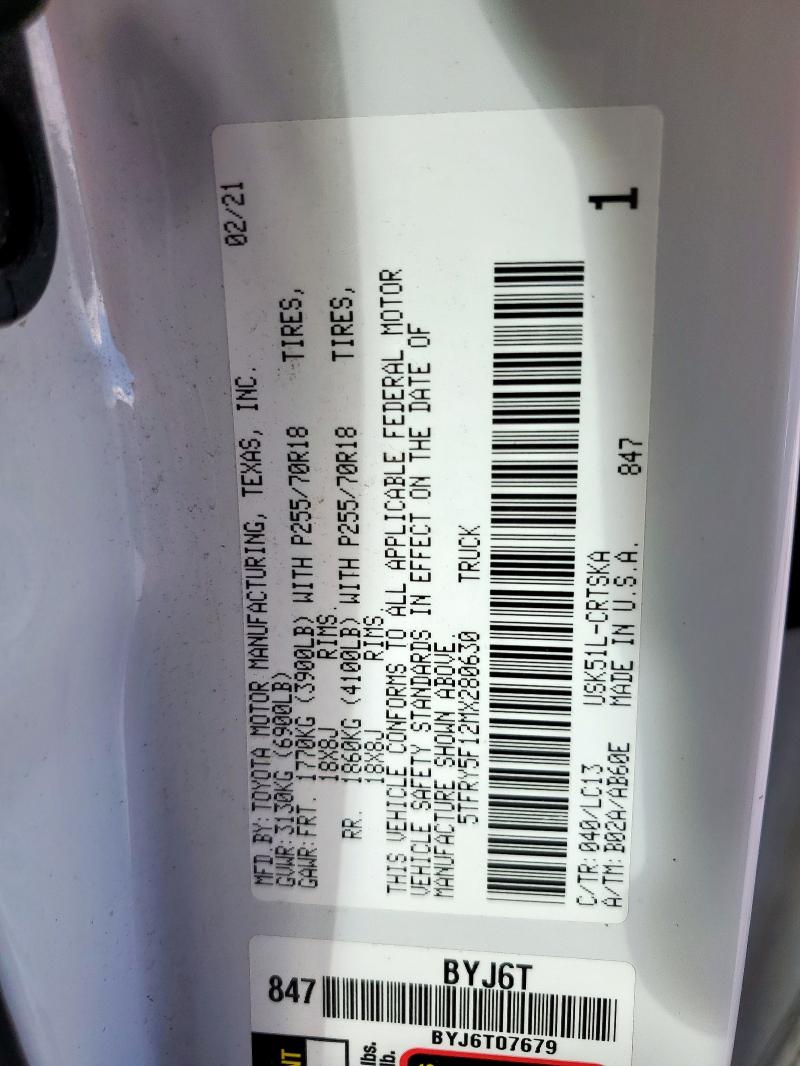 MFD.BY:TOYOTA MOTOR MANUFACTURING, TEXAS, INC. 02/21
GVWR:3130KG (6900LB)
GAWR:FRT. 1770KG (3900LB) WITH P255/70R18 TIRES,
18X8J RIMS.
RR. 1860KG (4100LB) WITH P255/70R18 TIRES,
18X8J RIMS.
THIS VEHICLE CONFORMS TO ALL APPLICABLE FEDERAL MOTOR
VEHICLE SAFETY STANDARDS IN EFFECT ON THE DATE OF
MANUFACTURE SHOWN ABOVE.
5TFRY5F12MX280630 TRUCK
1
C/TR:040/LC13 USK51L-CRTSKA
A/TM:B02A/AB60E MADE IN U.S.A. 847
BYJ6T
847
BYJ6T07679
lbs.
lb.